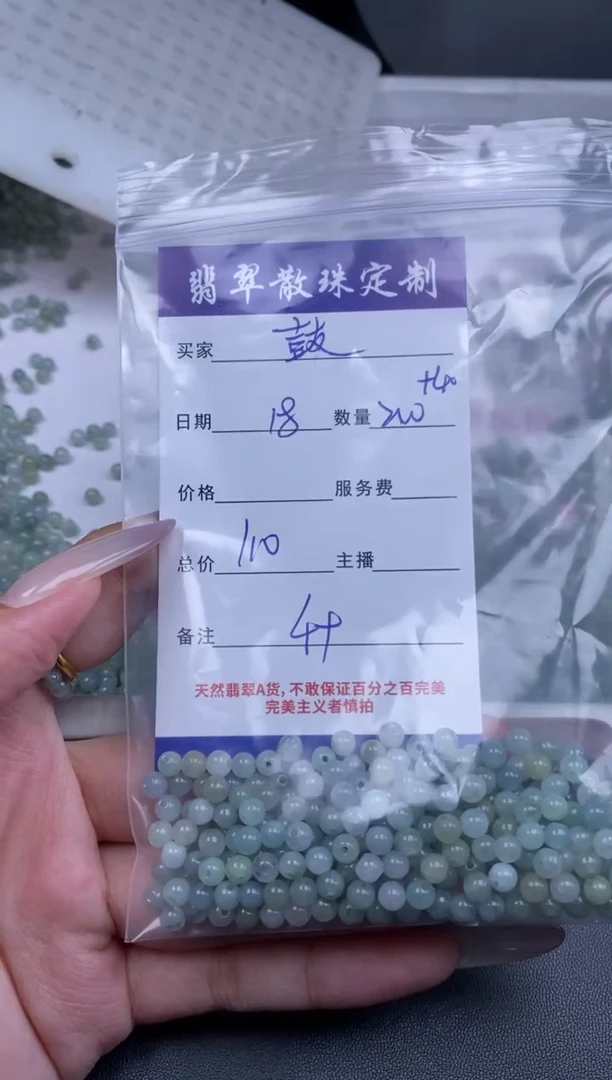 翡翠散珠定制
买家 鼓
日期 18 数量 200 +40
价格 服务费
总价 110 主播
备注
天然翡翠A货,不敢保证百分之百完美
完美主义者慎拍